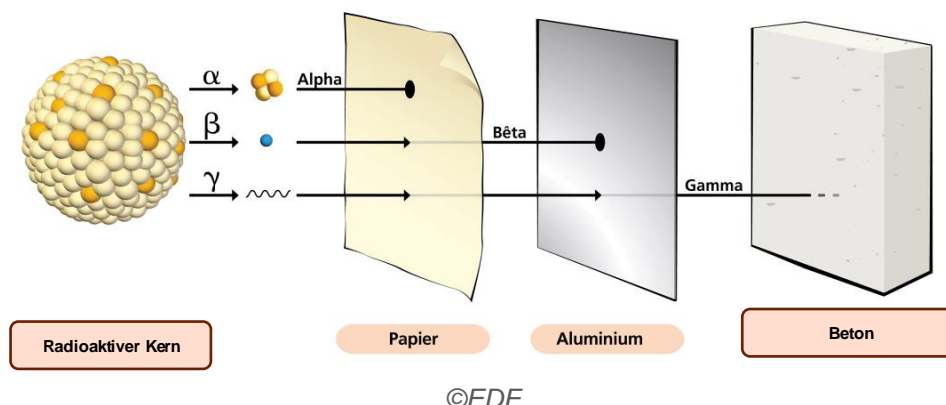 α
Alpha
β
Bêta
γ
Gamma
Radioaktiver Kern
Papier
Aluminium
Beton
©EDF